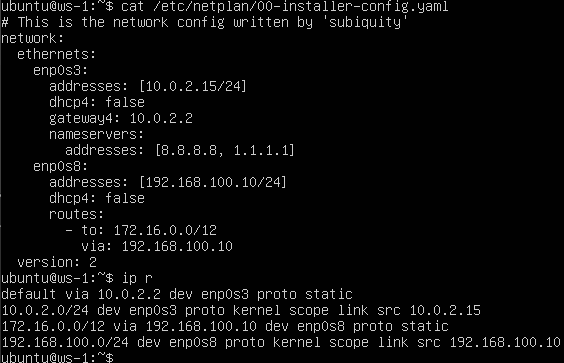 ubuntu@ws-1:~$ cat /etc/netplan/00-installer-config.yaml
# This is the network config written by 'subiquity'
network:
  ethernets:
    enp0s3:
      addresses: [10.0.2.15/24]
      dhcp4: false
      gateway4: 10.0.2.2
      nameservers:
        addresses: [8.8.8.8, 1.1.1.1]
    enp0s8:
      addresses: [192.168.100.10/24]
      dhcp4: false
      routes:
        - to: 172.16.0.0/12
          via: 192.168.100.10
  version: 2
ubuntu@ws-1:~$ ip r
default via 10.0.2.2 dev enp0s3 proto static
10.0.2.0/24 dev enp0s3 proto kernel scope link src 10.0.2.15
172.16.0.0/12 via 192.168.100.10 dev enp0s8 proto static
192.168.100.0/24 dev enp0s8 proto kernel scope link src 192.168.100.10
ubuntu@ws-1:~$